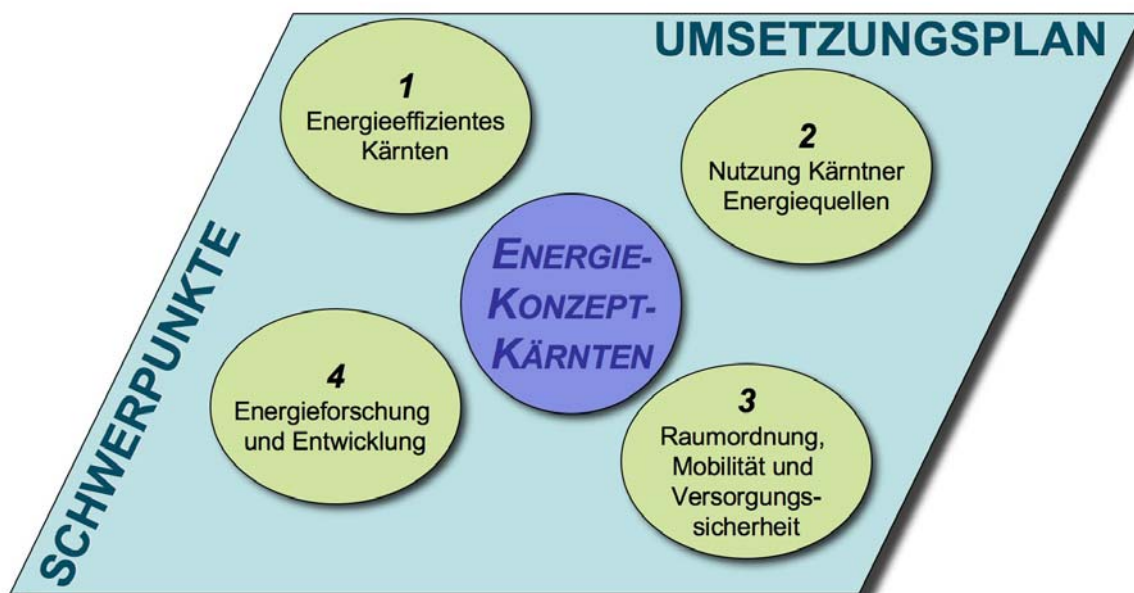 UMSETZUNGSPLAN
SCHWERPUNKTE
1
Energieeffizientes
Kärnten
2
Nutzung Kärntner
Energiequellen
ENERGIE-
KONZEPT-
KÄRNTEN
4
Energieforschung
und Entwicklung
3
Raumordnung,
Mobilität und
Versorgungs-
sicherheit